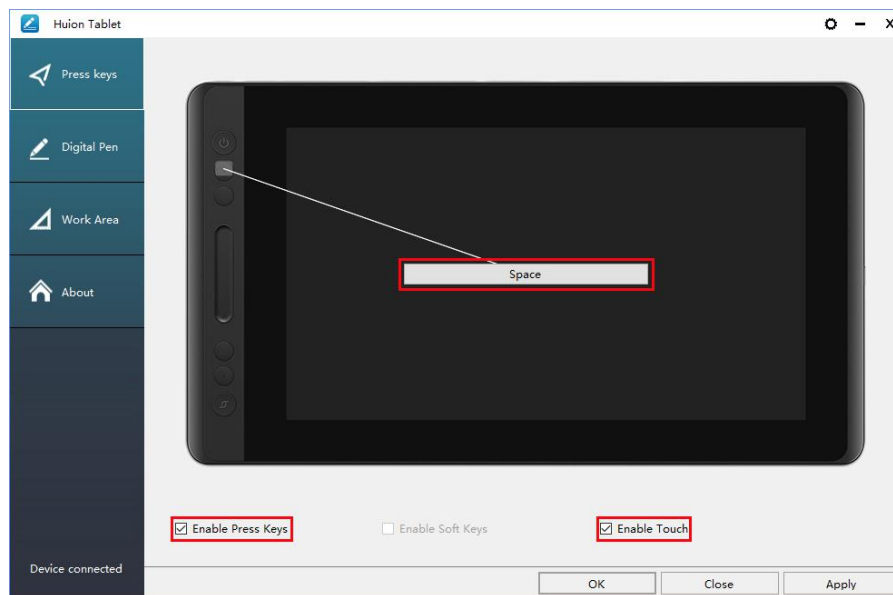 Huion Tablet
Press keys
Digital Pen
Work Area
About
Space
Enable Press Keys
Enable Soft Keys
Enable Touch
Device connected
OK
Close
Apply